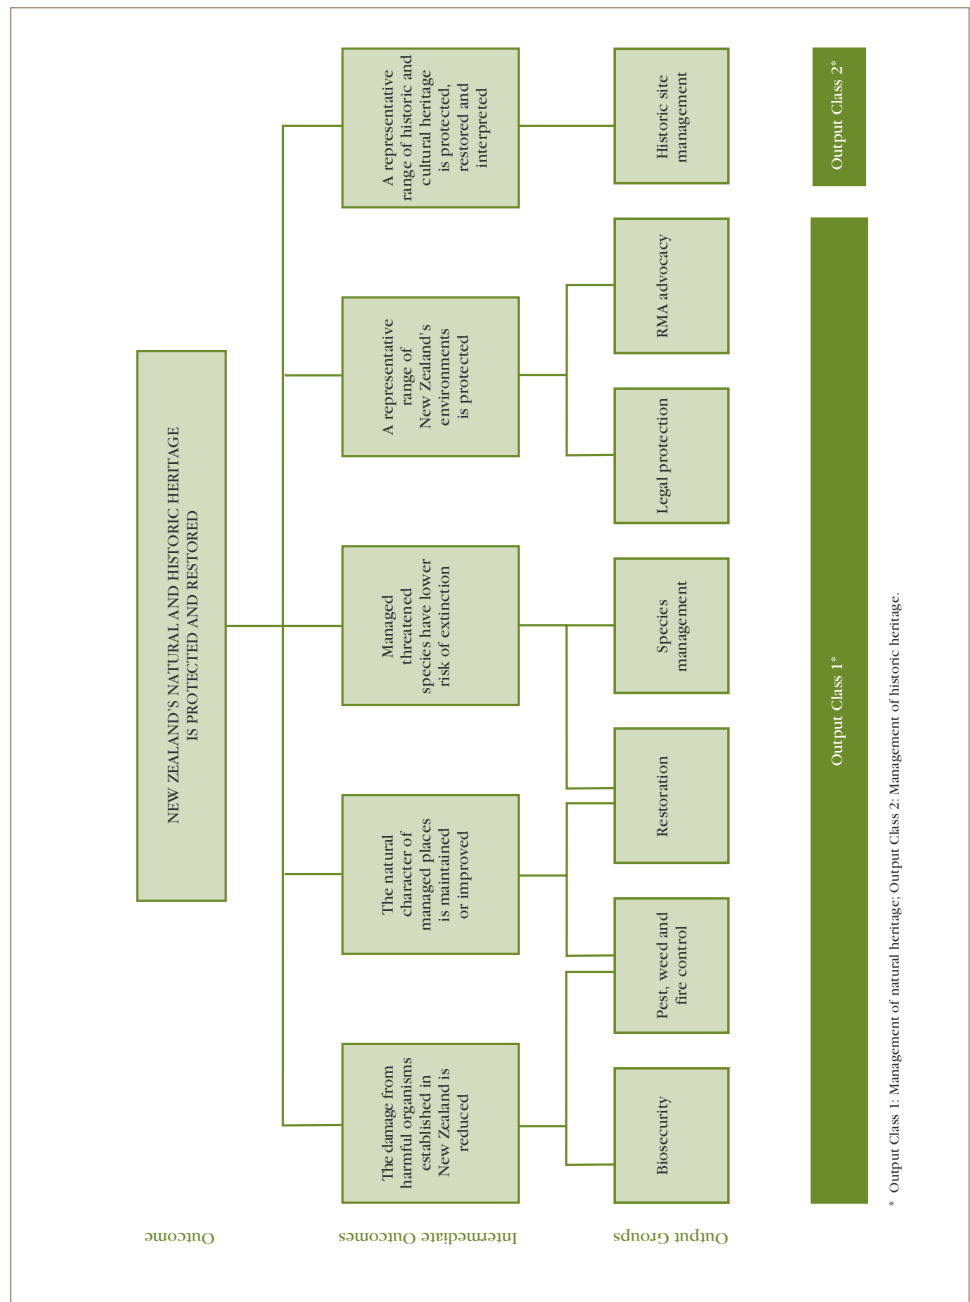 Outcome
NEW ZEALAND'S NATURAL AND HISTORIC HERITAGE
IS PROTECTED AND RESTORED
Intermediate Outcomes
The damage from
harmful organisms
established in
New Zealand is
reduced
The natural
character of
managed places
is maintained
or improved
Managed
threatened
species have lower
risk of extinction
A representative
range of
New Zealand's
environments
is protected
A representative
range of historic and
cultural heritage
is protected,
restored and
interpreted
Output Groups
Biosecurity
Pest, weed and
fire control
Restoration
Species
management
Legal protection
RMA advocacy
Historic site
management
Output Class 1*
Output Class 2*
* Output Class 1: Management of natural heritage; Output Class 2: Management of historic heritage.